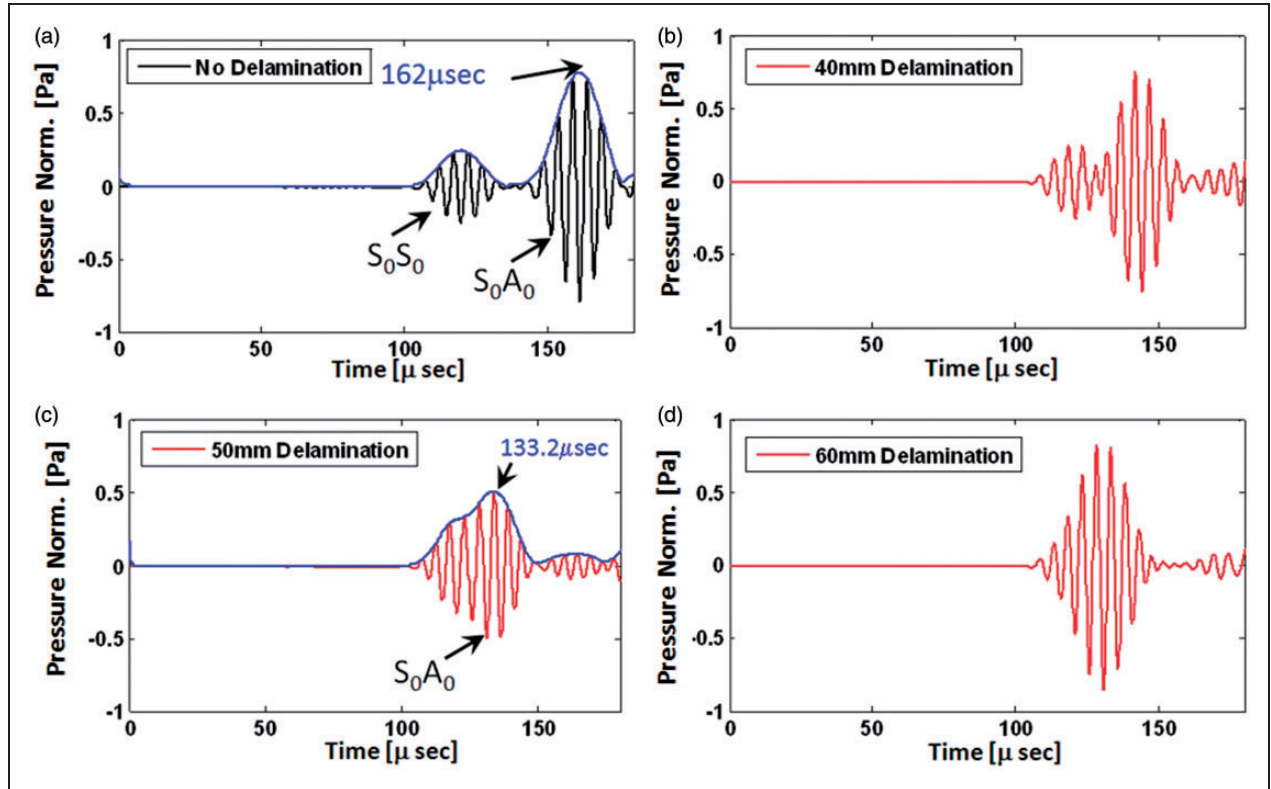 (a)
No Delamination
162μsec
S₀S₀
S₀A₀
1
0.5
0
-0.5
-1
Pressure Norm. [Pa]
0
50
100
150
Time [μ sec]
(b)
40mm Delamination
1
0.5
0
-0.5
-1
Pressure Norm. [Pa]
0
50
100
150
Time [μ sec]
(c)
50mm Delamination
133.2μsec
S₀A₀
1
0.5
0
-0.5
-1
Pressure Norm. [Pa]
0
50
100
150
Time [μ sec]
(d)
60mm Delamination
1
0.5
0
-0.5
-1
Pressure Norm. [Pa]
0
50
100
150
Time [μ sec]